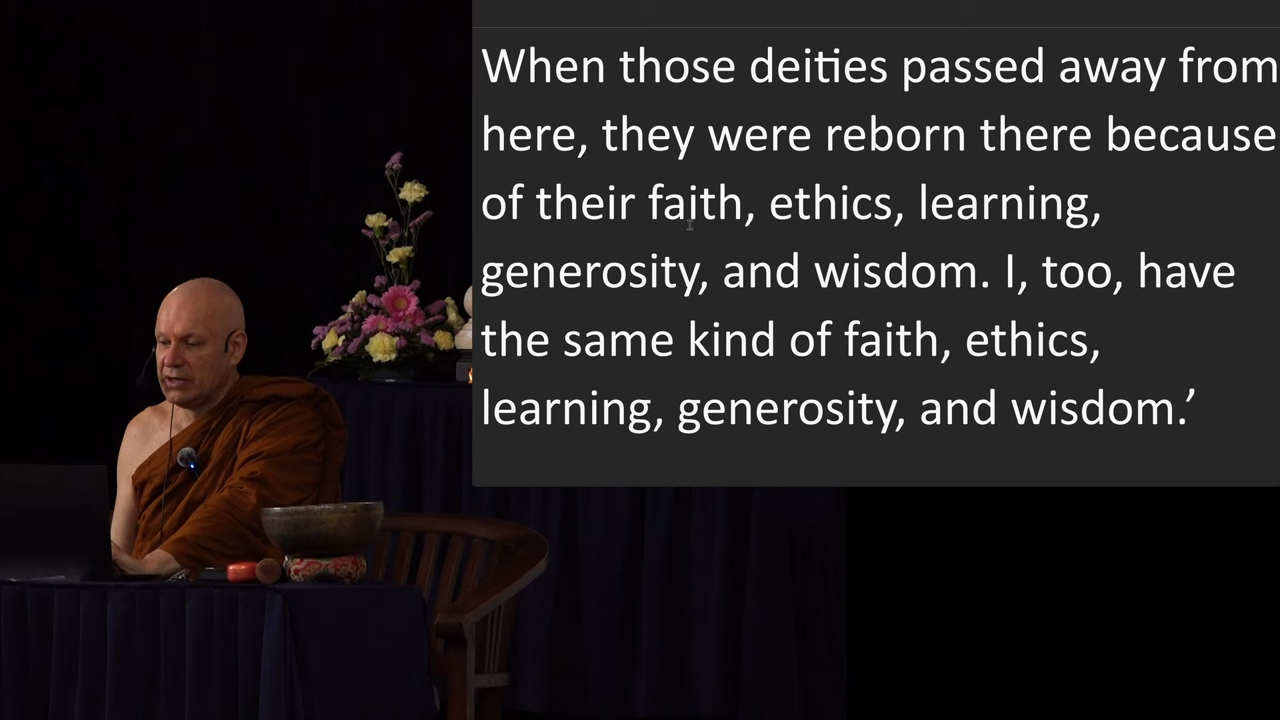 When those deities passed away from
here, they were reborn there because
of their faith, ethics, learning,
generosity, and wisdom. I, too, have
the same kind of faith, ethics,
learning, generosity, and wisdom.’